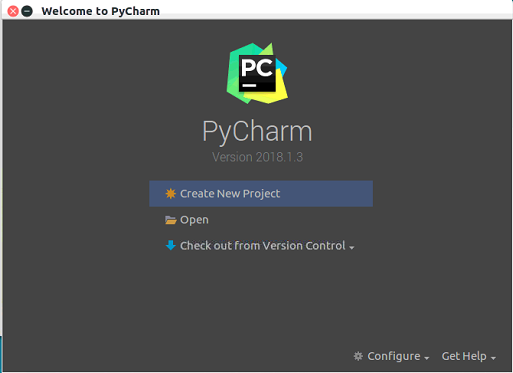 Welcome to PyCharm
PC
PyCharm
Version 2018.1.3
Create New Project
Open
Check out from Version Control
Configure
Get Help